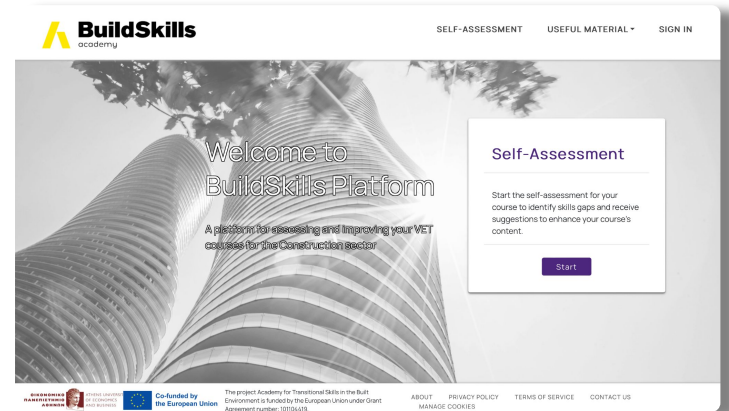 BuildSkills
academy
SELF-ASSESSMENT
USEFUL MATERIAL
SIGN IN
Welcome to
BuildSkills Platform
A platform for assessing and improving your VET
courses for the Construction sector
Self-Assessment
Start the self-assessment for your
course to identify skills gaps and receive
suggestions to enhance your course's
content.
Start
ΟΙΚΟΝΟΜΙΚΟ
ΠΑΝΕΠΙΣΤΗΜΙΟ
ΑΘΗΝΩΝ
ATHENS UNIVERSITY
OF ECONOMICS
AND BUSINESS
Co-funded by
the European Union
The project Academy for Transitional Skills in the Built
Environment is funded by the European Union under Grant
Agreement number: 101104419.
ABOUT
PRIVACY POLICY
TERMS OF SERVICE
CONTACT US
MANAGE COOKIES